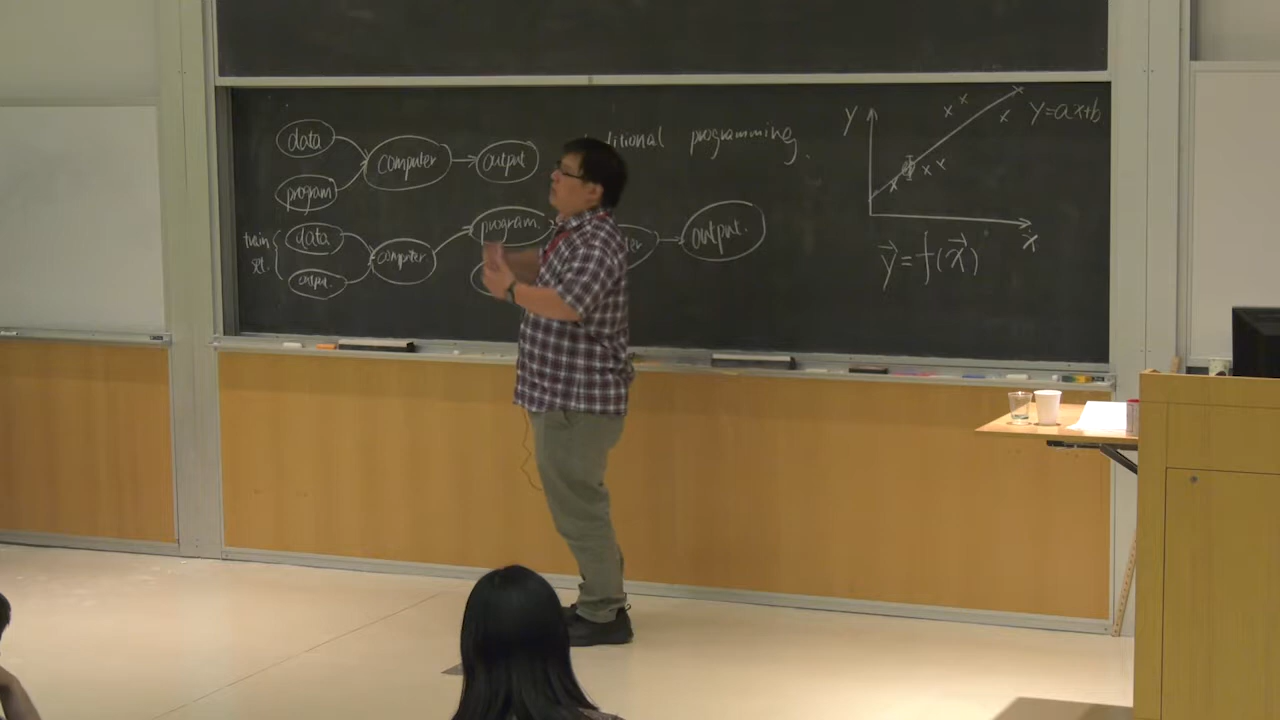 data
computer
output
program
programming.
train
set.
data
output.
computer
program.
output.
Y
Y=ax+b
x
y=f(x)